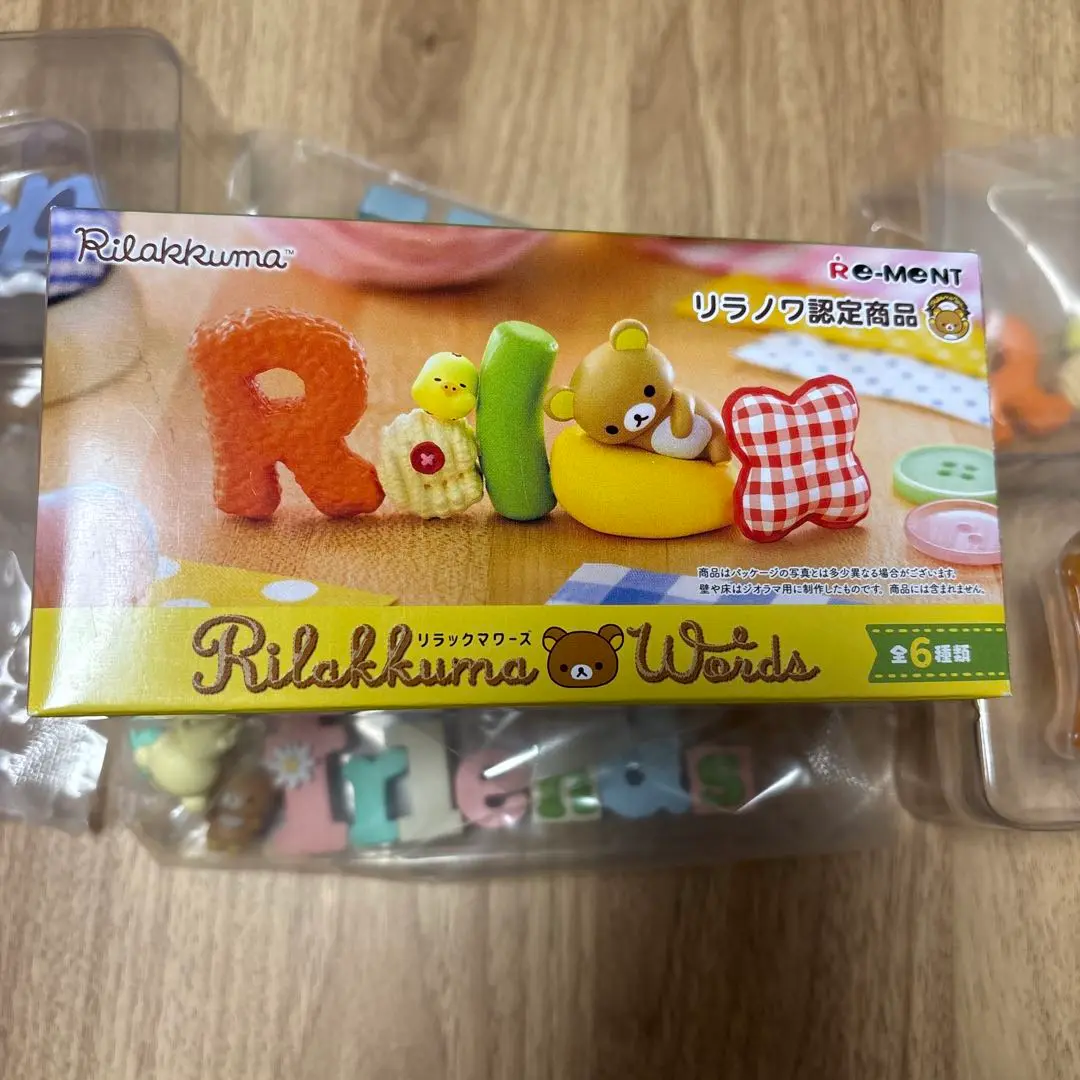 Rilakkuma™
Re-MeNT
リラノワ認定商品
RELAX
商品はパッケージの写真とは多少異なる場合がございます。
壁や床はジオラマ用に制作したものです。商品には含まれません。
リラックマワーズ
Rilakkuma Words
全6種類
friends